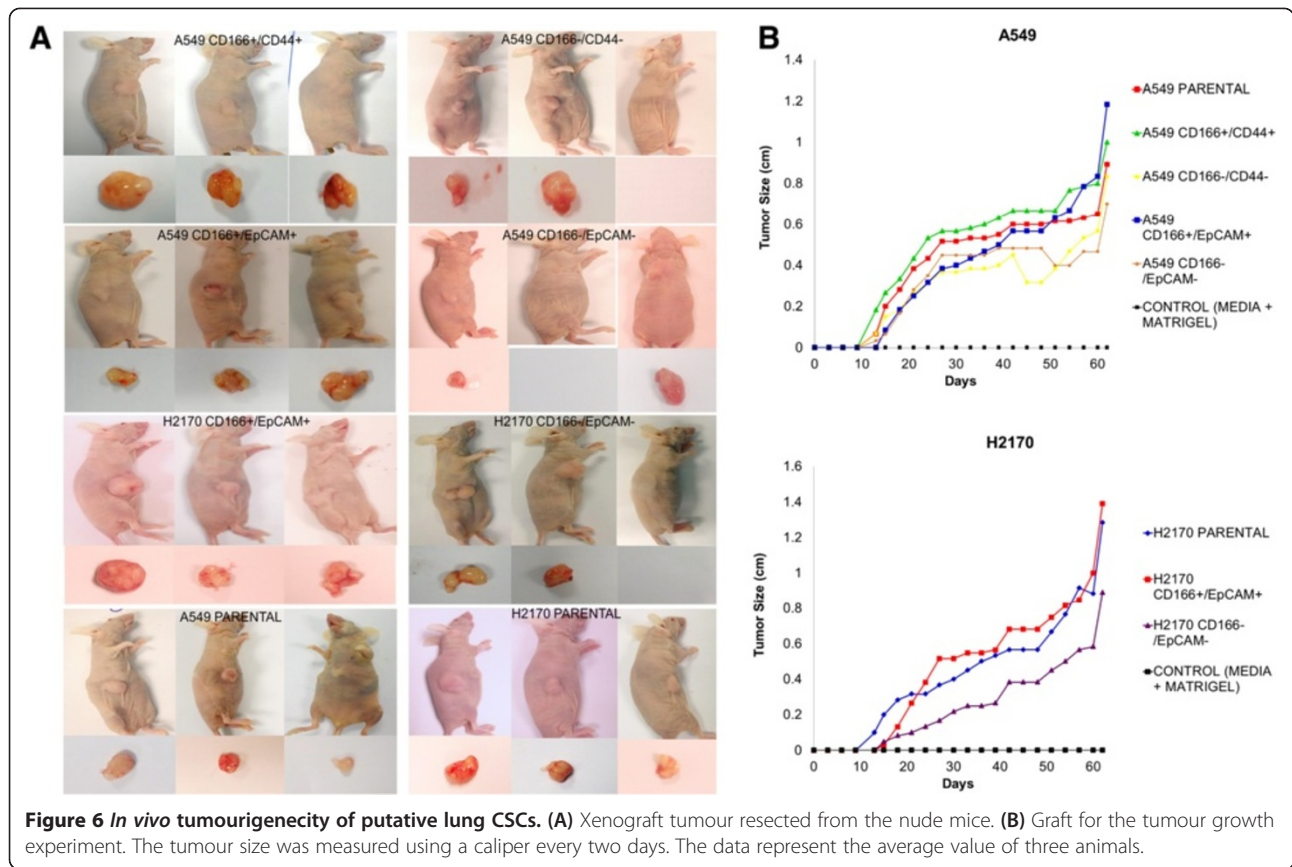 A
A549 CD166+/CD44+
A549 CD166-/CD44-
A549 CD166+/EpCAM+
A549 CD166-/EpCAM-
H2170 CD166+/EpCAM+
H2170 CD166-/EpCAM-
A549 PARENTAL
H2170 PARENTAL
B
A549
Tumor Size (cm)
1.4
1.2
1
0.8
0.6
0.4
0.2
0
0 10 20 30 40 50 60
Days
A549 PARENTAL
A549 CD166+/CD44+
A549 CD166-/CD44-
A549
CD166+/EpCAM+
A549 CD166-
/EpCAM-
CONTROL (MEDIA +
MATRIGEL)
H2170
Tumor Size (cm)
1.6
1.4
1.2
1
0.8
0.6
0.4
0.2
0
0 10 20 30 40 50 60
Days
H2170 PARENTAL
H2170
CD166+/EpCAM+
H2170 CD166-
/EpCAM-
CONTROL (MEDIA
+ MATRIGEL)
Figure 6 In vivo tumourigenecity of putative lung CSCs. (A) Xenograft tumour resected from the nude mice. (B) Graft for the tumour growth
experiment. The tumour size was measured using a caliper every two days. The data represent the average value of three animals.